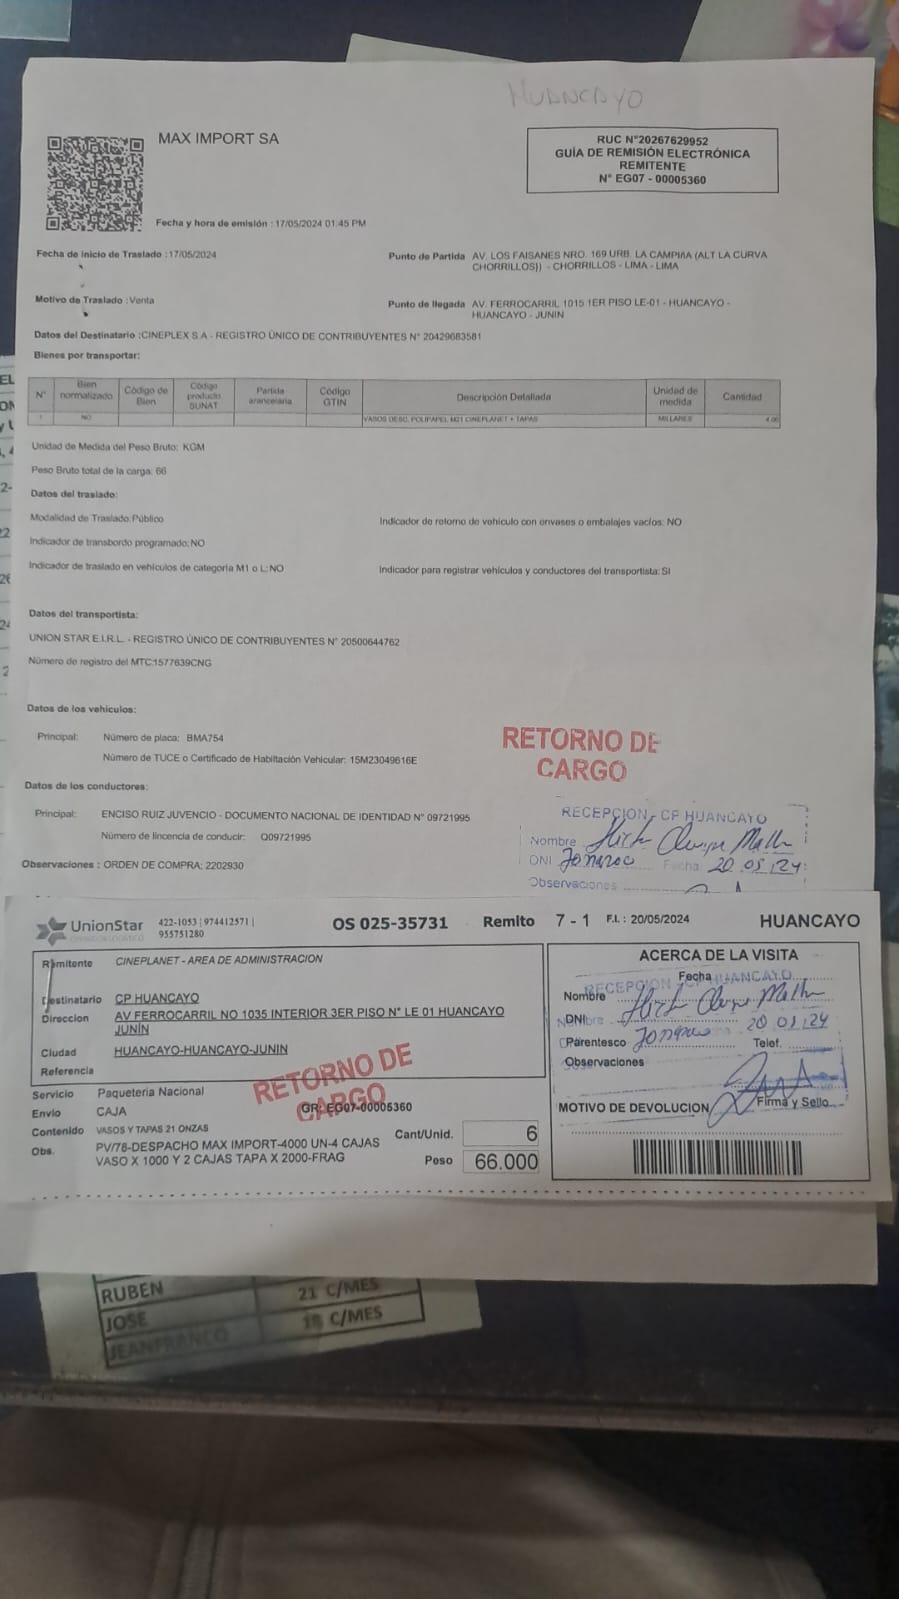 HUANCAYO
MAX IMPORT SA
RUC N°20267629952
GUÍA DE REMISIÓN ELECTRÓNICA
REMITENTE
N° EG07 - 00005360
Fecha y hora de emisión : 17/05/2024 01:45 PM
Fecha de inicio de Traslado :17/05/2024
Punto de Partida AV. LOS FAISANES NRO. 169 URB. LA CAMPIñA (ALT LA CURVA
CHORRILLOS)) - CHORRILLOS - LIMA - LIMA
Motivo de Traslado :Venta
Punto de llegada AV. FERROCARRIL 1015 1ER PISO LE-01 - HUANCAYO -
HUANCAYO - JUNIN
Datos del Destinatario :CINEPLEX S.A - REGISTRO ÚNICO DE CONTRIBUYENTES N° 20429683581
Bienes por transportar:
N° Bien normalizado Código de Bien Código producto SUNAT Partida arancelaria Código GTIN Descripción Detallada Unidad de medida Cantidad
1 NO VASOS DESC. POLIPAPEL M21 CINEPLANET + TAPAS MILLARES 4.00
Unidad de Medida del Peso Bruto: KGM
Peso Bruto total de la carga: 66
Datos del traslado:
Modalidad de Traslado:Público
Indicador de retorno de vehículo con envases o embalajes vacíos: NO
Indicador de transbordo programado:NO
Indicador de traslado en vehículos de categoría M1 o L:NO
Indicador para registrar vehículos y conductores del transportista: SI
Datos del transportista:
UNION STAR E.I.R.L. - REGISTRO ÚNICO DE CONTRIBUYENTES N° 20500644762
Número de registro del MTC:1577639CNG
Datos de los vehículos:
Principal: Número de placa: BMA754
Número de TUCE o Certificado de Habilitación Vehicular: 15M23049616E
Datos de los conductores:
Principal: ENCISO RUIZ JUVENCIO - DOCUMENTO NACIONAL DE IDENTIDAD N° 09721995
Número de lincencia de conducir: Q09721995
Observaciones : ORDEN DE COMPRA: 2202930
RETORNO DE
CARGO
RECEPCION - CP HUANCAYO
Nombre
DNI Fecha: 20 05 24
Observaciones
UnionStar
422-1053 | 974412571 |
955751280
OS 025-35731 Remito 7 - 1 F.I. : 20/05/2024 HUANCAYO
Remitente CINEPLANET - AREA DE ADMINISTRACION
Destinatario CP HUANCAYO
Direccion AV FERROCARRIL NO 1035 INTERIOR 3ER PISO N° LE 01 HUANCAYO
JUNÍN
Ciudad HUANCAYO-HUANCAYO-JUNIN
Referencia
Servicio Paqueteria Nacional
Envio CAJA
GR: EG07-00005360
Contenido VASOS Y TAPAS 21 ONZAS
Obs. PV/78-DESPACHO MAX IMPORT-4000 UN-4 CAJAS
VASO X 1000 Y 2 CAJAS TAPA X 2000-FRAG
Cant/Unid. 6
Peso 66.000
RETORNO DE
CARGO
ACERCA DE LA VISITA
Fecha
RECEPCION CP HUANCAYO
Nombre
DNI
Parentesco
Telef.
Observaciones
MOTIVO DE DEVOLUCION
Firma y Sello
RUBEN 21 C/MES
JOSE 18 C/MES
JEANFRANCO